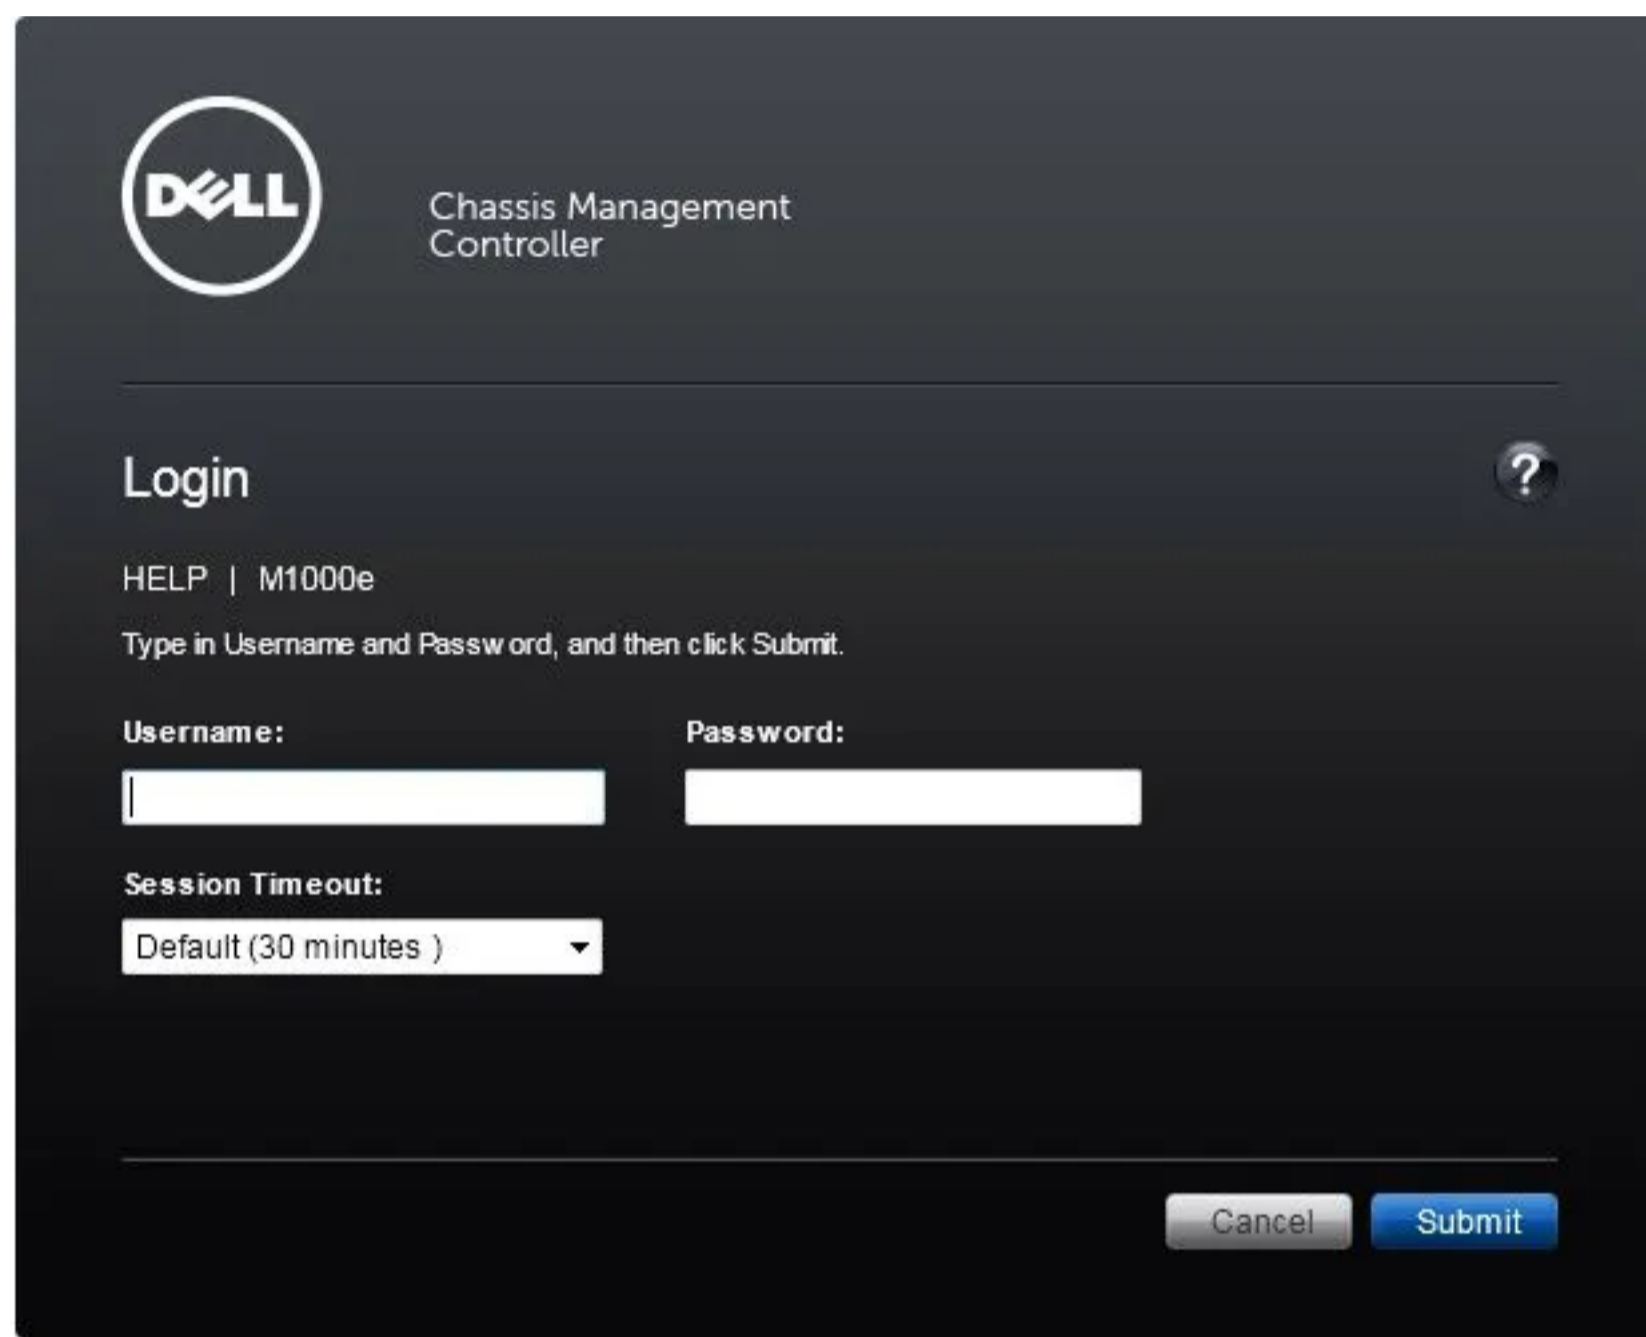 DELL
Chassis Management
Controller
Login
?
HELP | M1000e
Type in Username and Password, and then click Submit.
Username: Password:
Session Timeout:
Default (30 minutes )
Cancel Submit